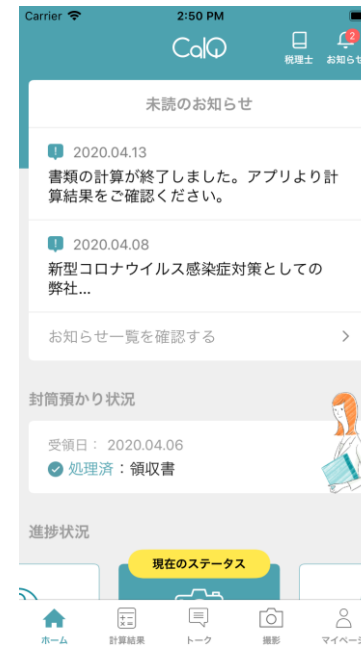 Carrier 2:50 PM
CalQ
税理士
2
お知らせ
未読のお知らせ
2020.04.13
書類の計算が終了しました。アプリより計
算結果をご確認ください。
2020.04.08
新型コロナウイルス感染症対策としての
弊社...
お知らせ一覧を確認する
封筒預かり状況
受領日: 2020.04.06
処理済:領収書
進捗状況
現在のステータス
ホーム
計算結果
トーク
撮影
マイペー